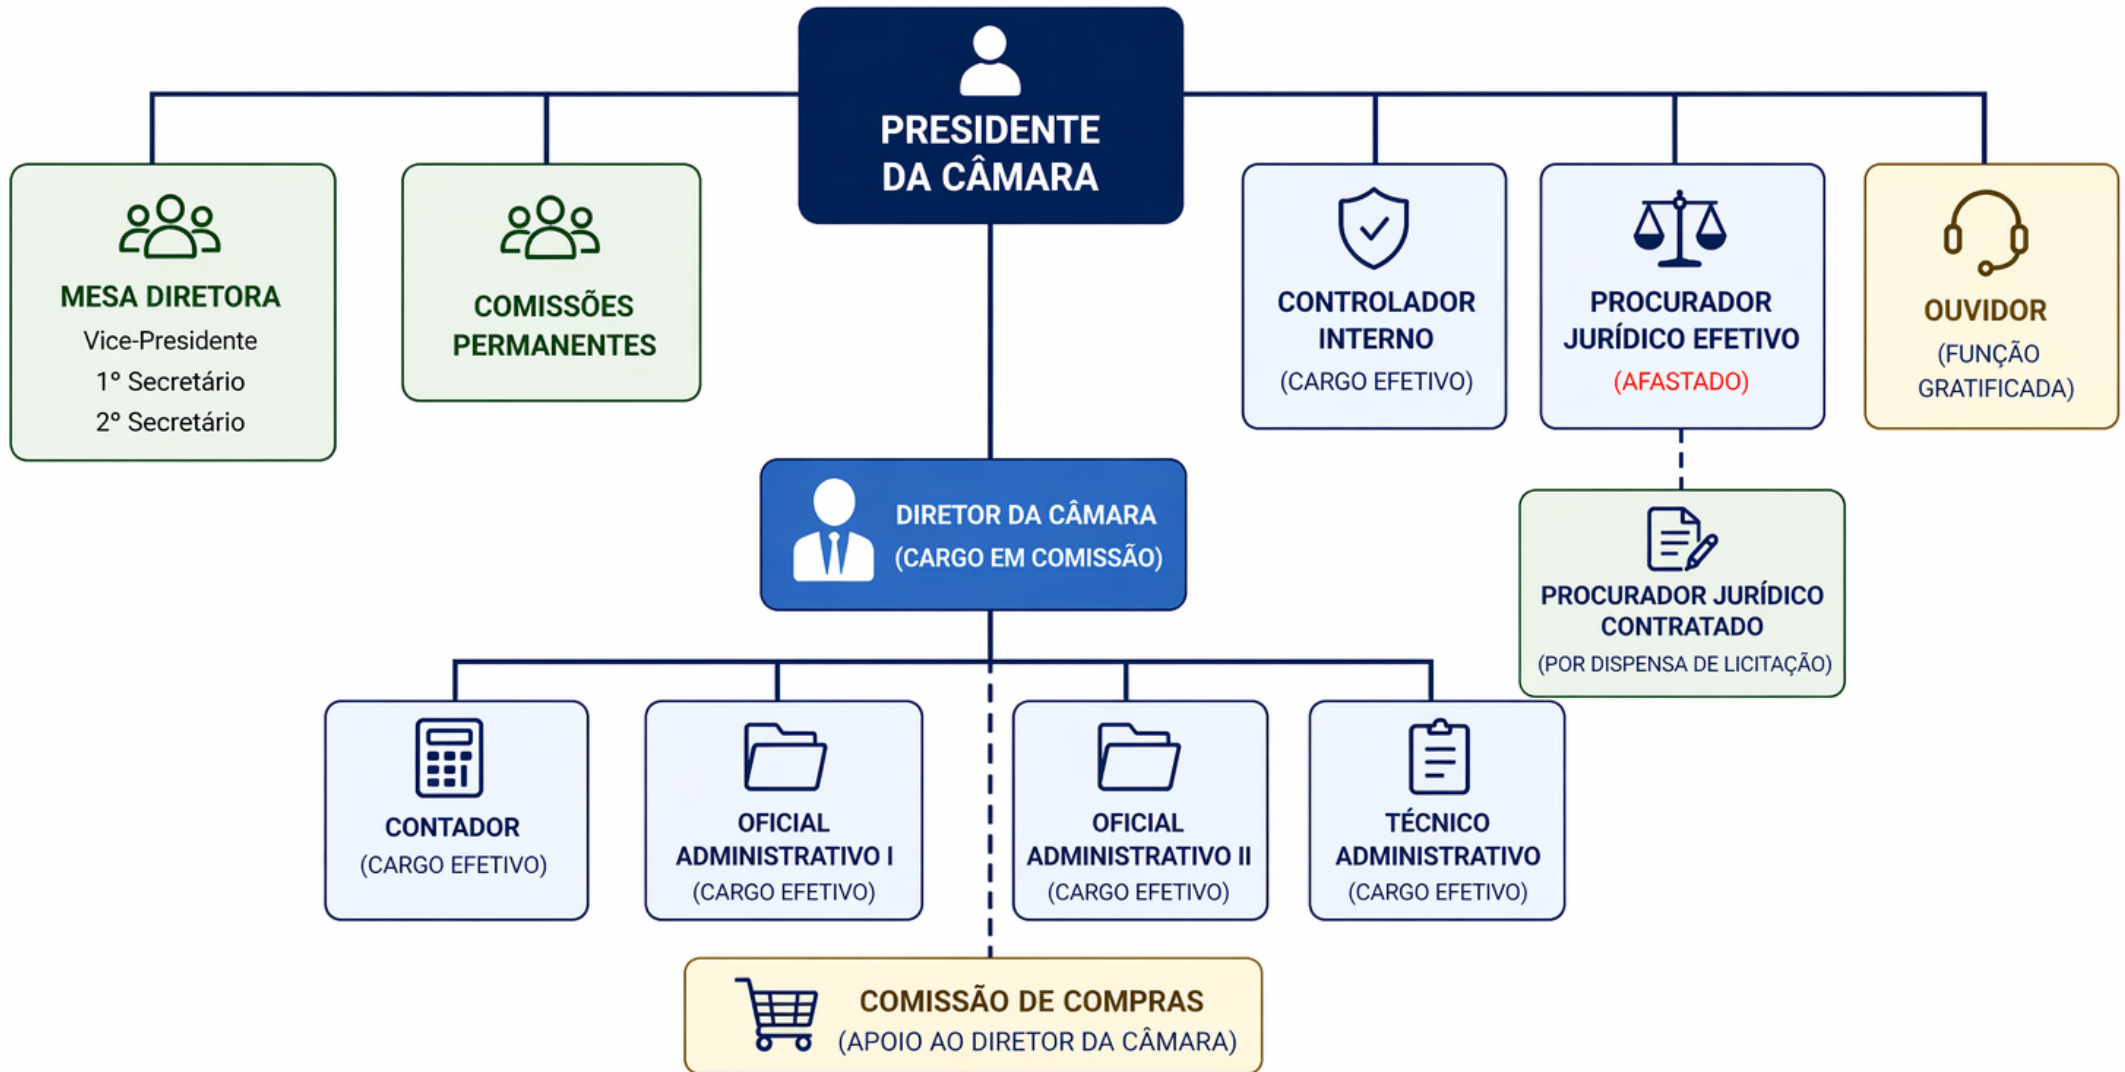 PRESIDENTE
DA CÂMARA
MESA DIRETORA
Vice-Presidente
1º Secretário
2º Secretário
COMISSÕES
PERMANENTES
CONTROLADOR
INTERNO
(CARGO EFETIVO)
PROCURADOR
JURÍDICO EFETIVO
(AFASTADO)
OUVIDOR
(FUNÇÃO
GRATIFICADA)
DIRETOR DA CÂMARA
(CARGO EM COMISSÃO)
PROCURADOR JURÍDICO
CONTRATADO
(POR DISPENSA DE LICITAÇÃO)
CONTADOR
(CARGO EFETIVO)
OFICIAL
ADMINISTRATIVO I
(CARGO EFETIVO)
OFICIAL
ADMINISTRATIVO II
(CARGO EFETIVO)
TÉCNICO
ADMINISTRATIVO
(CARGO EFETIVO)
COMISSÃO DE COMPRAS
(APOIO AO DIRETOR DA CÂMARA)